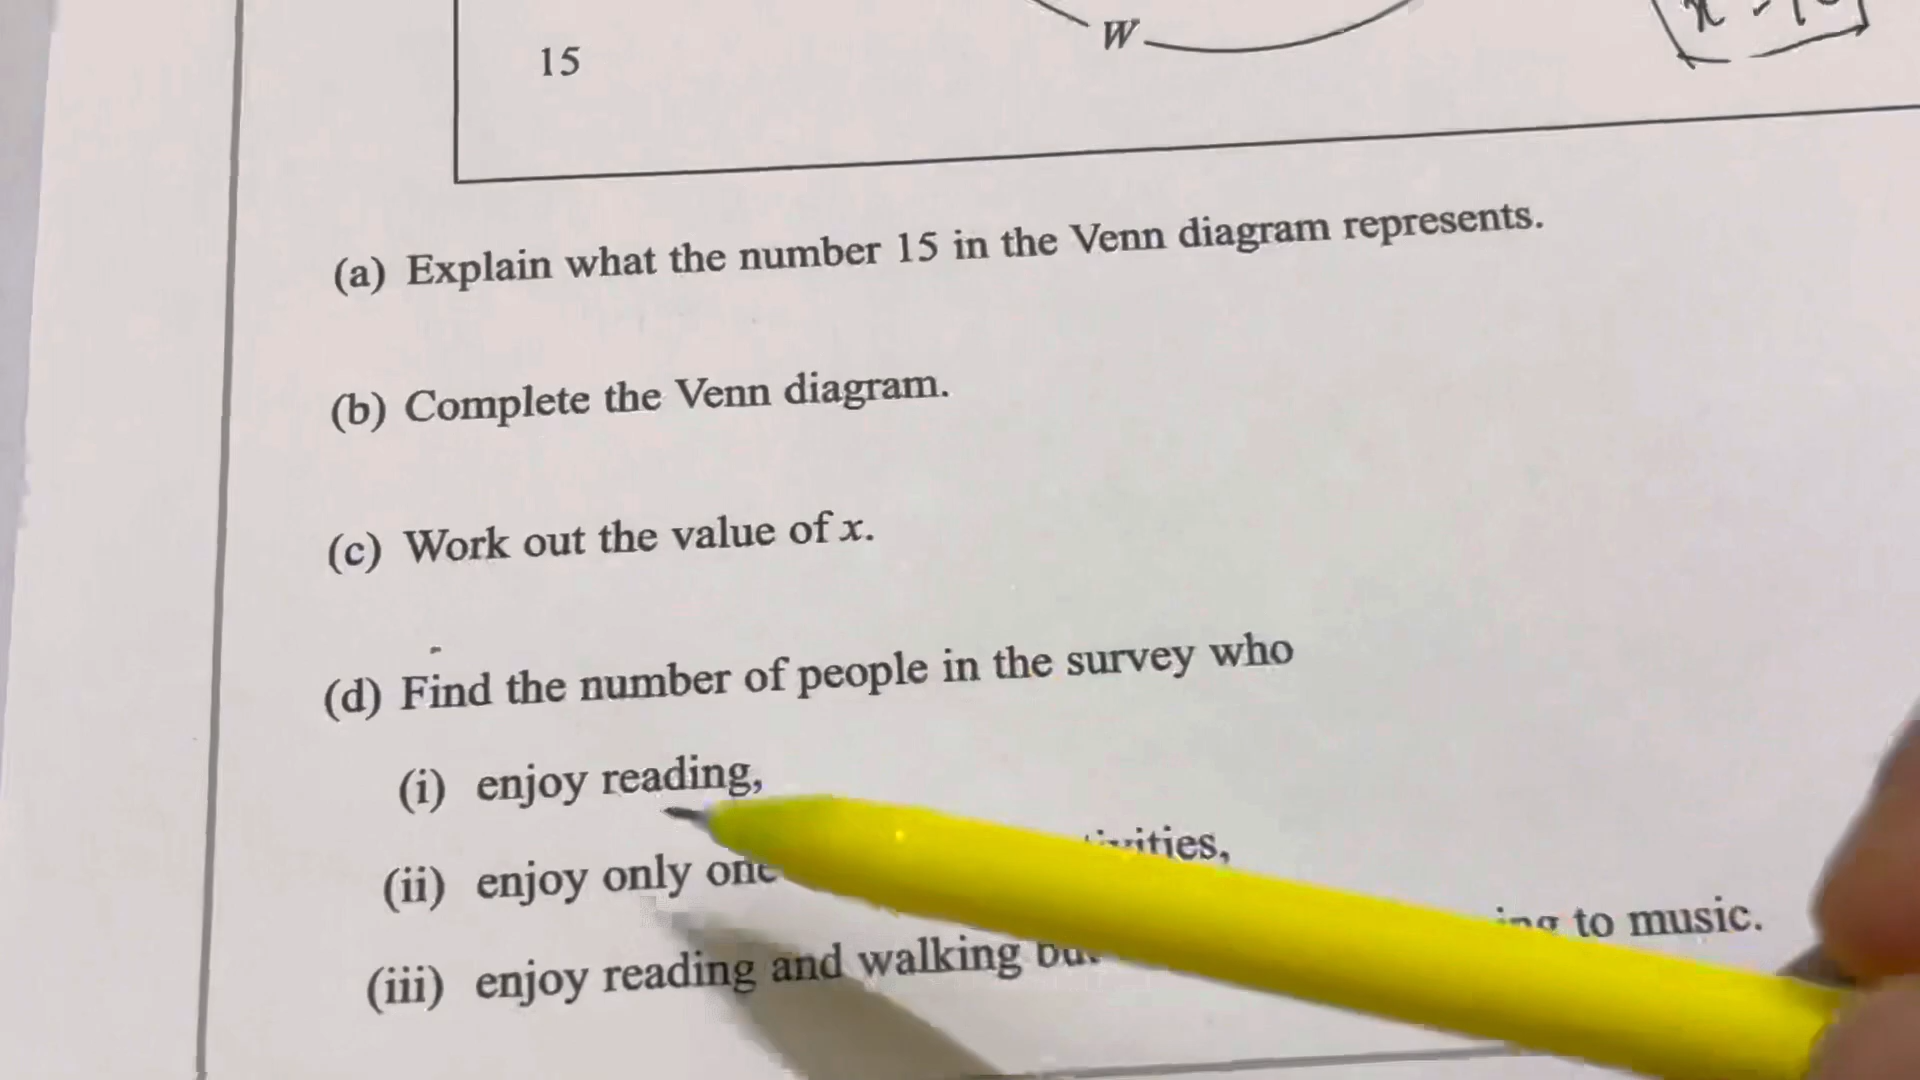 W
15
(a) Explain what the number 15 in the Venn diagram represents.
(b) Complete the Venn diagram.
(c) Work out the value of x.
(d) Find the number of people in the survey who
(i) enjoy reading,
(ii) enjoy only
(iii) enjoy reading and walking to music.